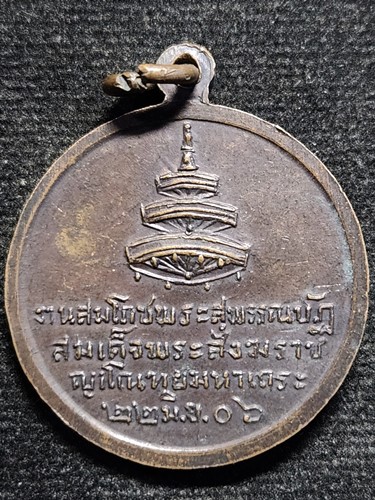 งานสมโภชพระสุพรรณบัฏ
สมเด็จพระสังฆราช
ญาโณทยมหาเถระ
๒๒ มิ.ย. ๐๖